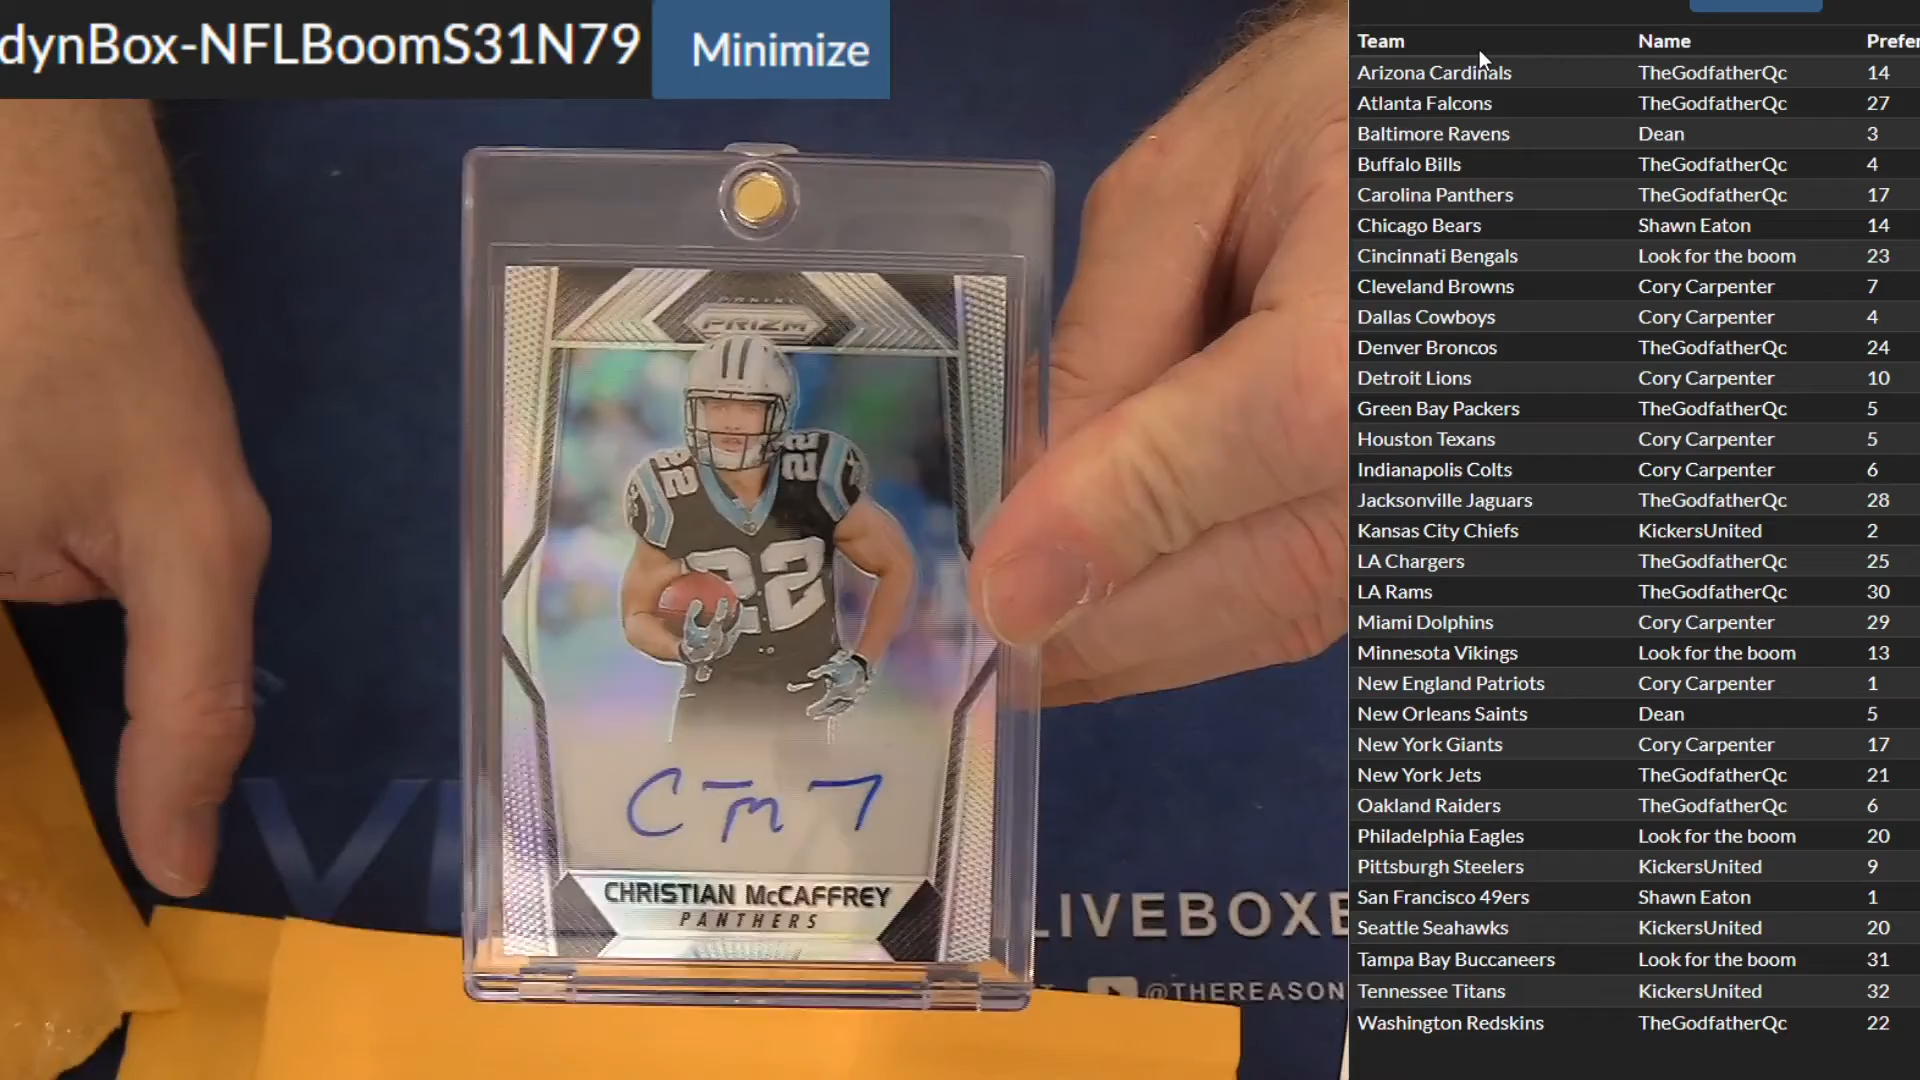 dynBox-NFLBoomS31N79
Minimize
PANINI
PRIZM
22
22
22
CHRISTIAN McCAFFREY
PANTHERS
LIVEBOXB
@THEREASON
Team Name Prefer
Arizona Cardinals TheGodfatherQc 14
Atlanta Falcons TheGodfatherQc 27
Baltimore Ravens Dean 3
Buffalo Bills TheGodfatherQc 4
Carolina Panthers TheGodfatherQc 17
Chicago Bears Shawn Eaton 14
Cincinnati Bengals Look for the boom 23
Cleveland Browns Cory Carpenter 7
Dallas Cowboys Cory Carpenter 4
Denver Broncos TheGodfatherQc 24
Detroit Lions Cory Carpenter 10
Green Bay Packers TheGodfatherQc 5
Houston Texans Cory Carpenter 5
Indianapolis Colts Cory Carpenter 6
Jacksonville Jaguars TheGodfatherQc 28
Kansas City Chiefs KickersUnited 2
LA Chargers TheGodfatherQc 25
LA Rams TheGodfatherQc 30
Miami Dolphins Cory Carpenter 29
Minnesota Vikings Look for the boom 13
New England Patriots Cory Carpenter 1
New Orleans Saints Dean 5
New York Giants Cory Carpenter 17
New York Jets TheGodfatherQc 21
Oakland Raiders TheGodfatherQc 6
Philadelphia Eagles Look for the boom 20
Pittsburgh Steelers KickersUnited 9
San Francisco 49ers Shawn Eaton 1
Seattle Seahawks KickersUnited 20
Tampa Bay Buccaneers Look for the boom 31
Tennessee Titans KickersUnited 32
Washington Redskins TheGodfatherQc 22